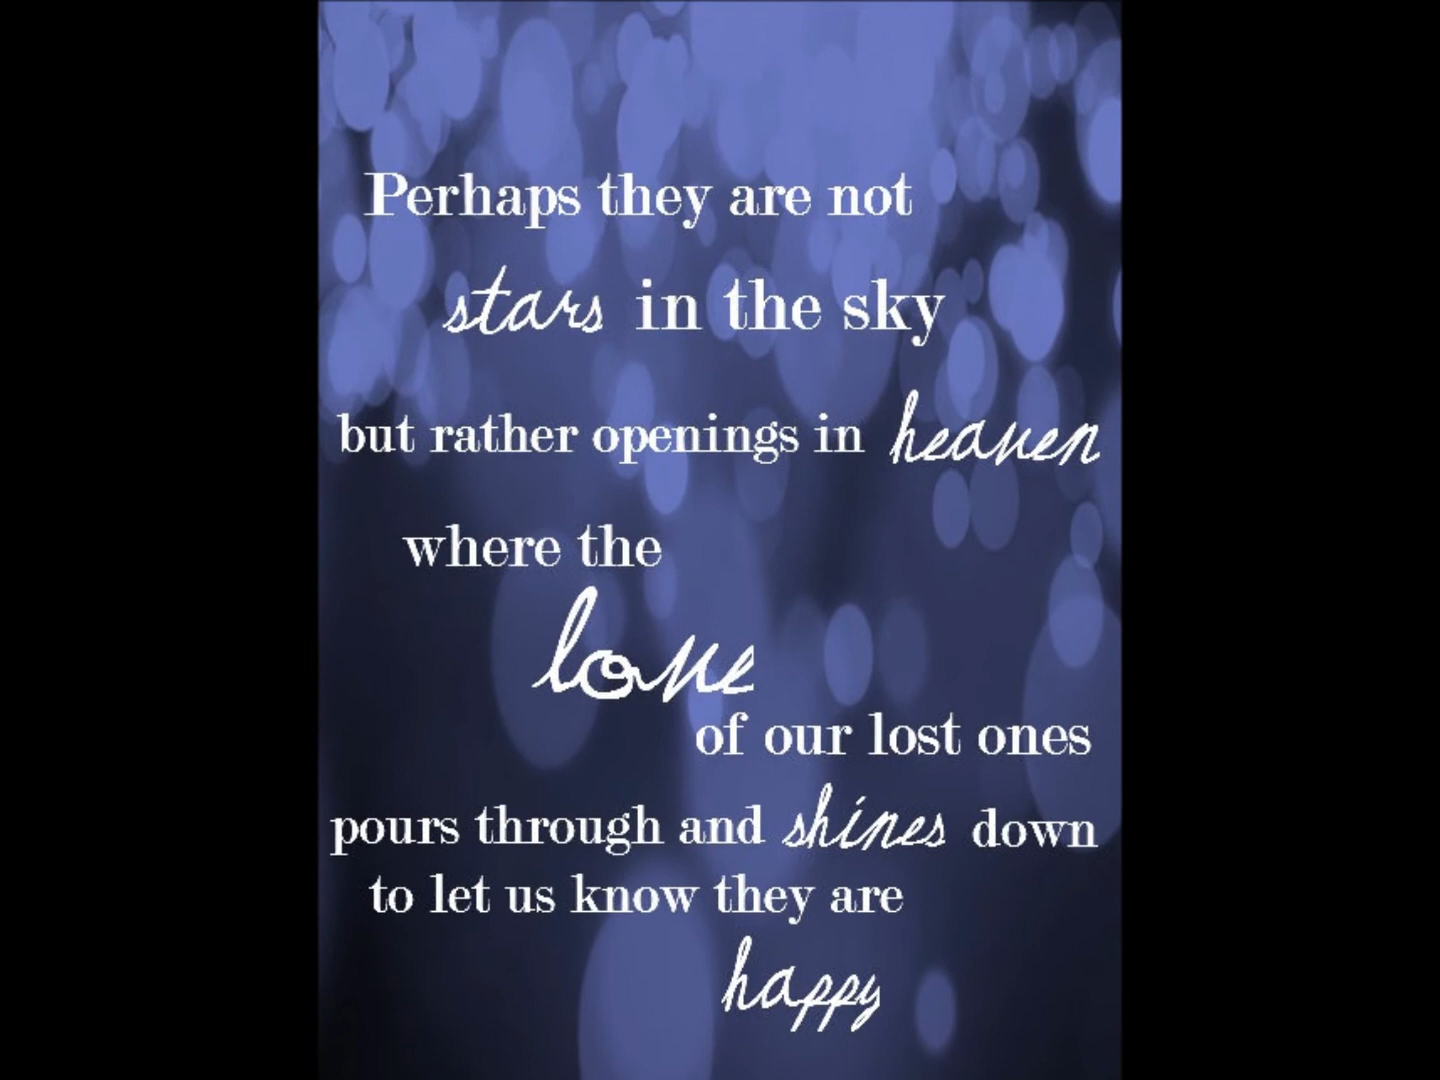 Perhaps they are not
stars in the sky
but rather openings in heaven
where the
love
of our lost ones
pours through and shines down
to let us know they are
happy